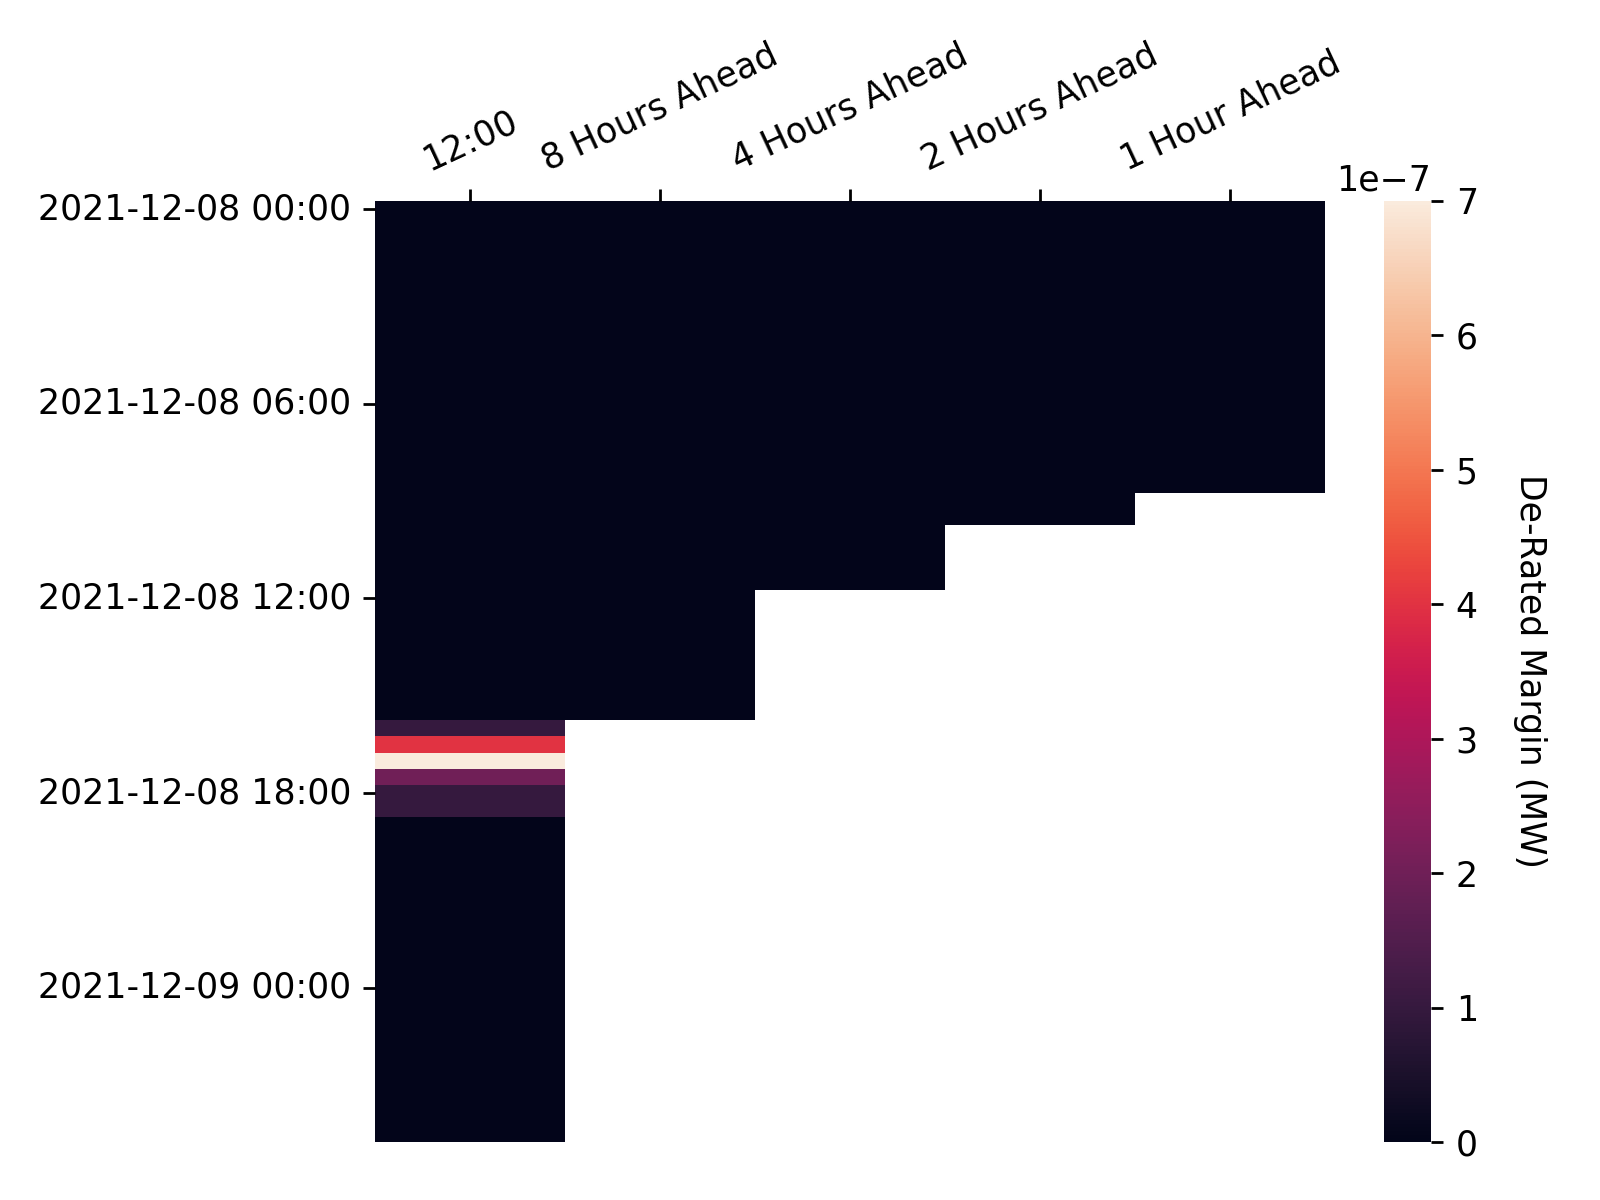 12:00
8 Hours Ahead
4 Hours Ahead
2 Hours Ahead
1 Hour Ahead
2021-12-08 00:00
2021-12-08 06:00
2021-12-08 12:00
2021-12-08 18:00
2021-12-09 00:00
1e−7
7
6
5
4
3
2
1
0
De-Rated Margin (MW)